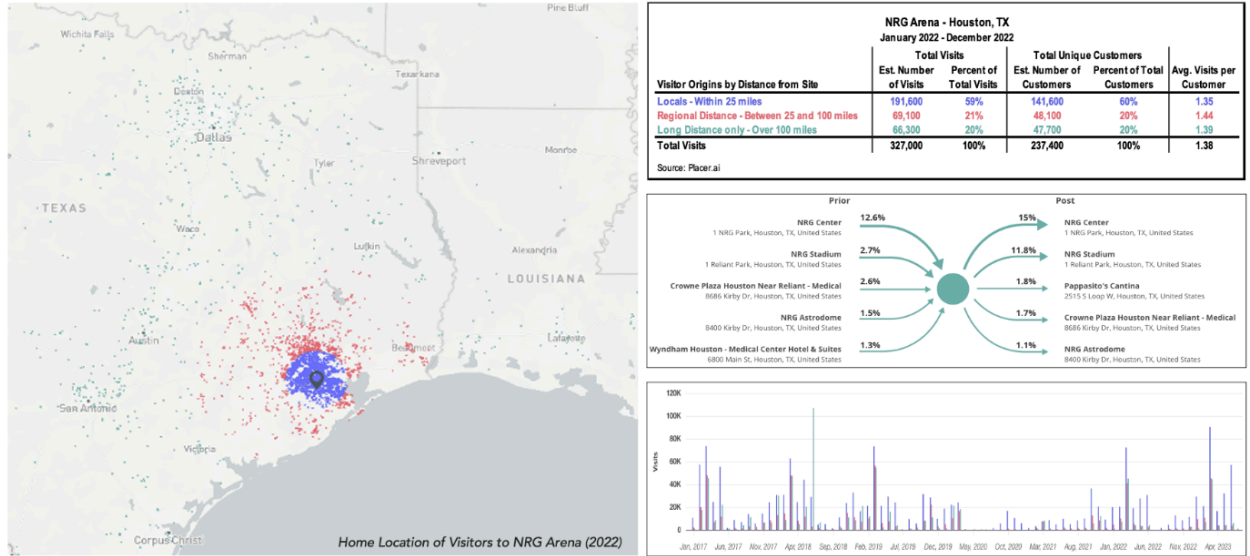 Pine Bluff
Wichita Falls
Sherman
Texarkana
Denton
Dallas
Tyler
Shreveport
Monroe
TEXAS
Waco
Lufkin
Alexandria
LOUISIANA
Austin
Beaumont
Lafayette
San Antonio
Victoria
Corpus Christi
Home Location of Visitors to NRG Arena (2022)
NRG Arena - Houston, TX
January 2022 - December 2022
Total Visits Total Unique Customers
Est. Number Percent of Est. Number of Percent of Total Avg. Visits per
Visitor Origins by Distance from Site of Visits Total Visits Customers Customers Customer
Locals - Within 25 miles 191,600 59% 141,600 60% 1.35
Regional Distance - Between 25 and 100 miles 69,100 21% 48,100 20% 1.44
Long Distance only - Over 100 miles 66,300 20% 47,700 20% 1.39
Total Visits 327,000 100% 237,400 100% 1.38
Source: Placer.ai
Prior Post
NRG Center 12.6% 15% NRG Center
1 NRG Park, Houston, TX, United States 1 NRG Park, Houston, TX, United States
NRG Stadium 2.7% 11.8% NRG Stadium
1 Reliant Park, Houston, TX, United States 1 Reliant Park, Houston, TX, United States
Crowne Plaza Houston Near Reliant - Medical 2.6% 1.8% Pappasito's Cantina
8686 Kirby Dr, Houston, TX, United States 2515 S Loop W, Houston, TX, United States
NRG Astrodome 1.5% 1.7% Crowne Plaza Houston Near Reliant - Medical
8400 Kirby Dr, Houston, TX, United States 8686 Kirby Dr, Houston, TX, United States
Wyndham Houston - Medical Center Hotel & Suites 1.3% 1.1% NRG Astrodome
6800 Main St, Houston, TX, United States 8400 Kirby Dr, Houston, TX, United States
120K
100K
80K
60K
40K
20K
0
Visits
Jan, 2017 Jun, 2017 Nov, 2017 Apr, 2018 Sep, 2018 Feb, 2019 Jul, 2019 Dec, 2019 May, 2020 Oct, 2020 Mar, 2021 Aug, 2021 Jan, 2022 Jun, 2022 Nov, 2022 Apr, 2023